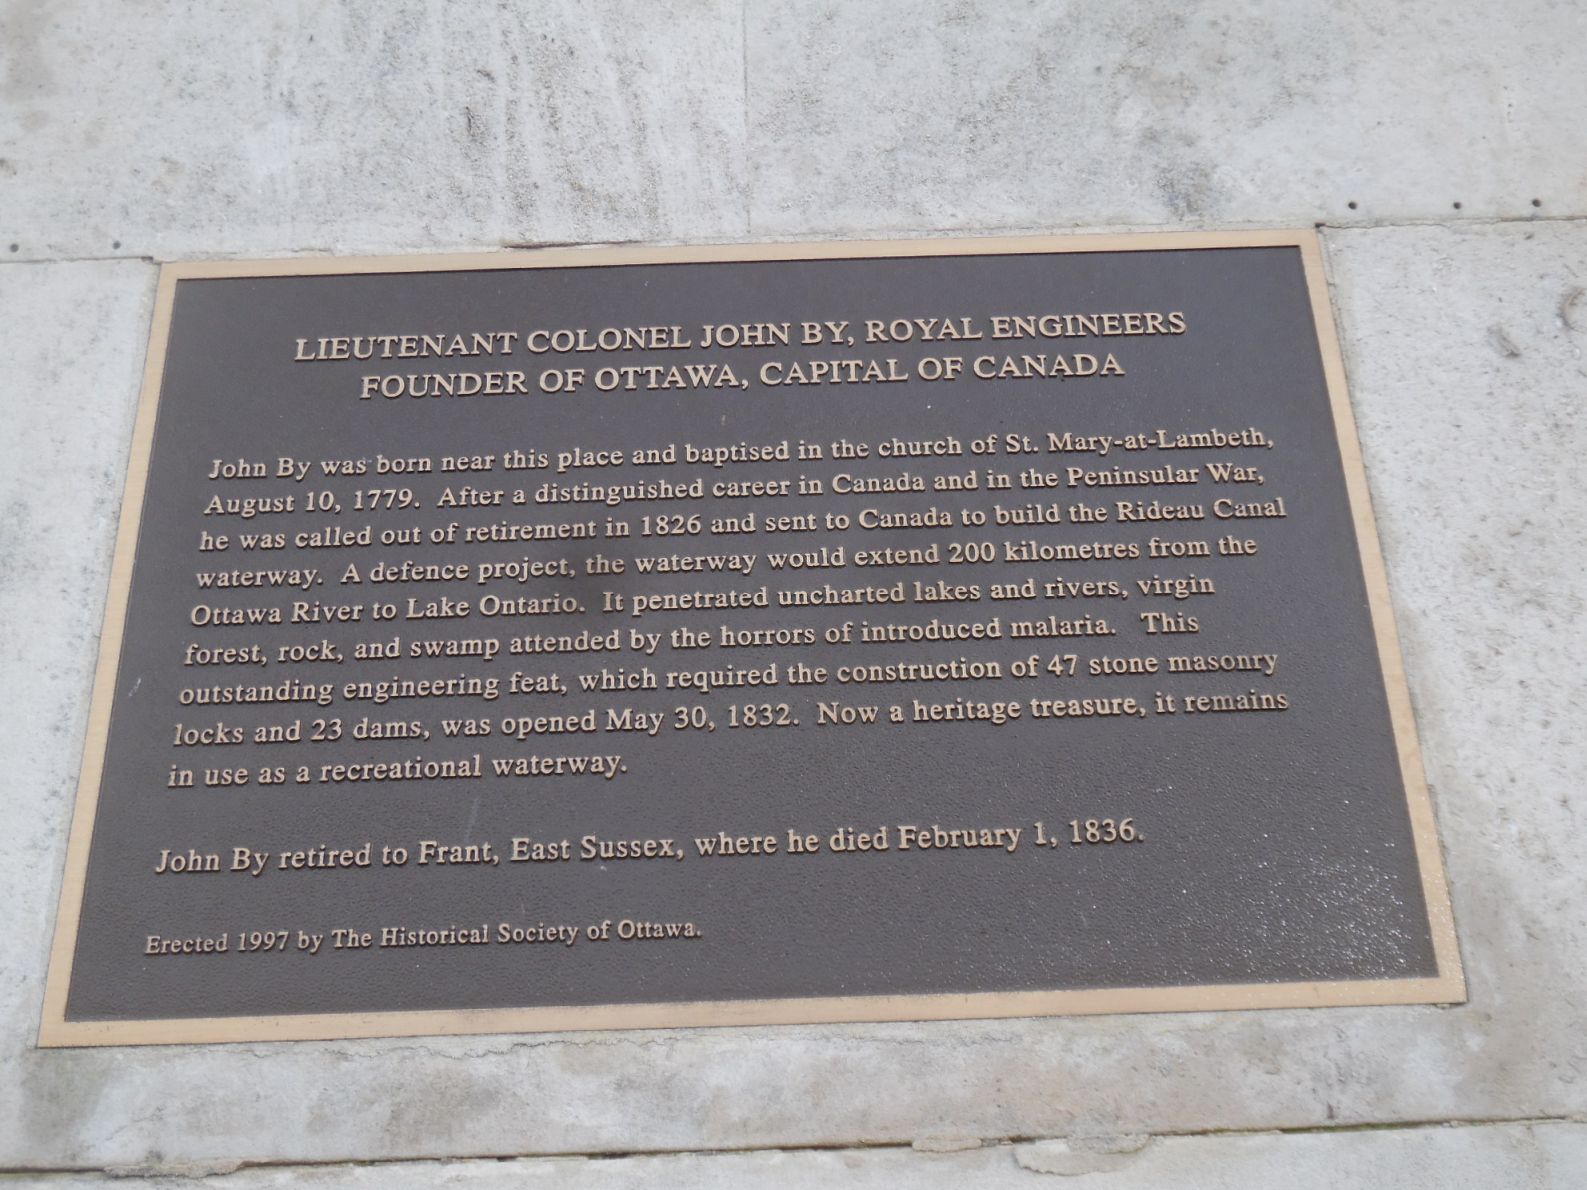 LIEUTENANT COLONEL JOHN BY, ROYAL ENGINEERS
FOUNDER OF OTTAWA, CAPITAL OF CANADA
John By was born near this place and baptised in the church of St. Mary-at-Lambeth,
August 10, 1779. After a distinguished career in Canada and in the Peninsular War,
he was called out of retirement in 1826 and sent to Canada to build the Rideau Canal
waterway. A defence project, the waterway would extend 200 kilometres from the
Ottawa River to Lake Ontario. It penetrated uncharted lakes and rivers, virgin
forest, rock, and swamp attended by the horrors of introduced malaria. This
outstanding engineering feat, which required the construction of 47 stone masonry
locks and 23 dams, was opened May 30, 1832. Now a heritage treasure, it remains
in use as a recreational waterway.
John By retired to Frant, East Sussex, where he died February 1, 1836.
Erected 1997 by The Historical Society of Ottawa.